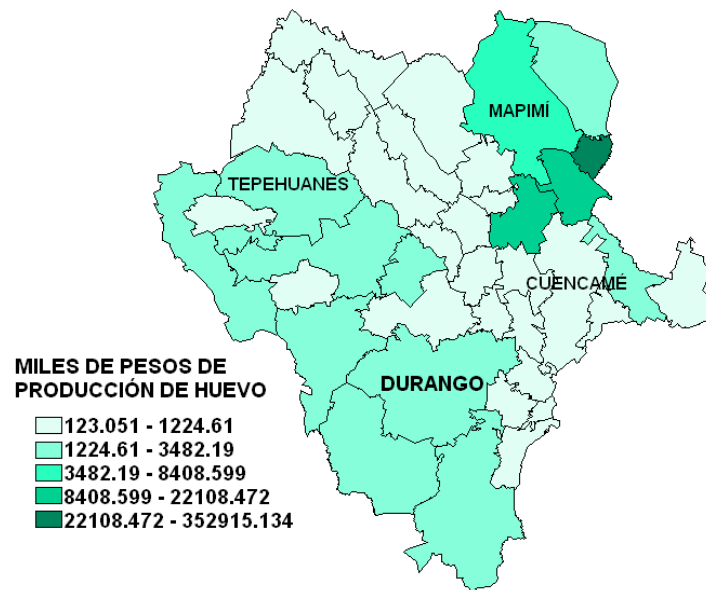 MAPIMÍ
TEPEHUANES
CUENCAMÉ
DURANGO
MILES DE PESOS DE
PRODUCCIÓN DE HUEVO
123.051 - 1224.61
1224.61 - 3482.19
3482.19 - 8408.599
8408.599 - 22108.472
22108.472 - 352915.134